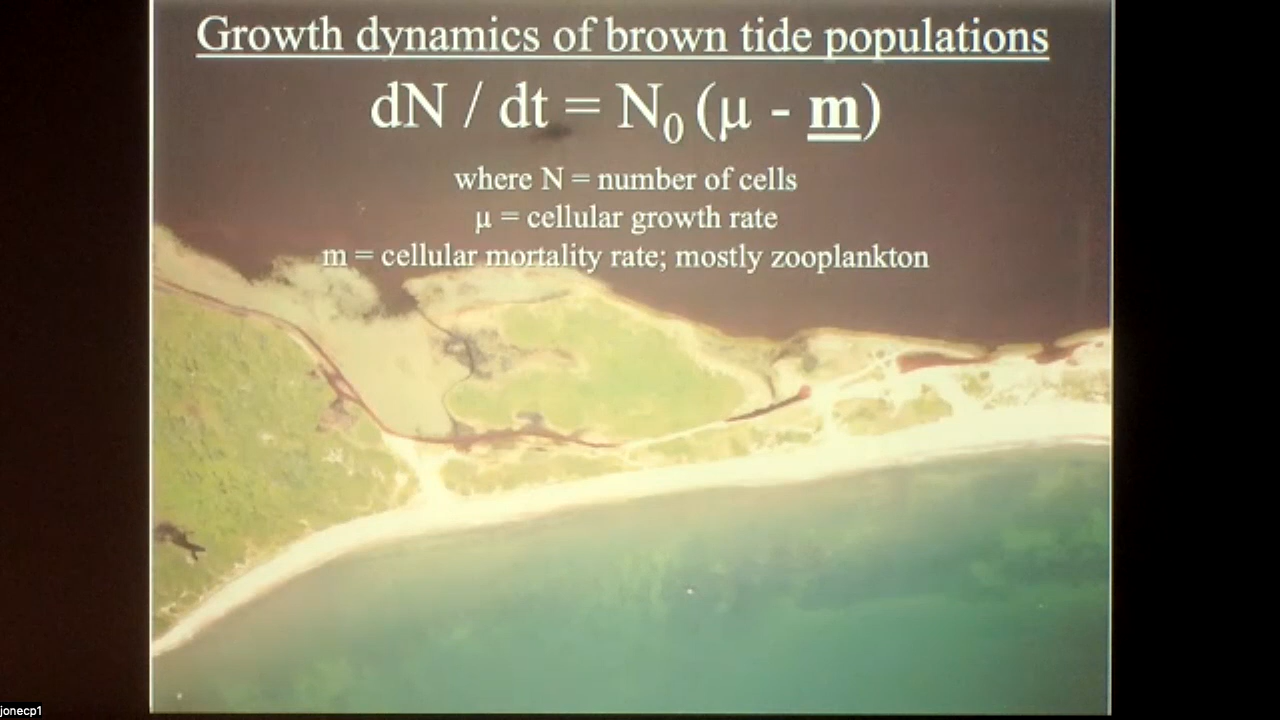 Growth dynamics of brown tide populations
dN / dt = N₀ (μ - m)
where N = number of cells
μ = cellular growth rate
m = cellular mortality rate; mostly zooplankton
jonecp1